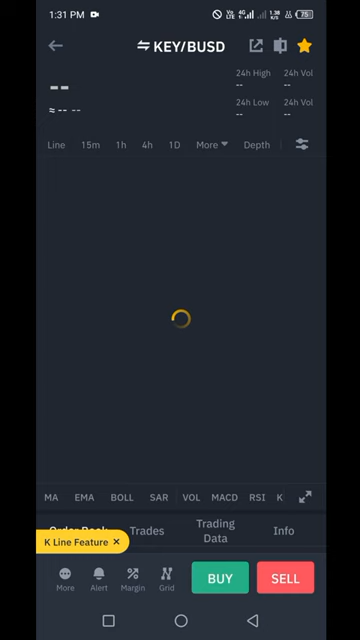 1:31 PM
KEY/BUSD
-- 24h High 24h Vol
-- --
≈-- -- 24h Low 24h Vol
-- --
Line 15m 1h 4h 1D More Depth
MA EMA BOLL SAR VOL MACD RSI K
Order Book Trades Trading Data Info
K Line Feature ×
More Alert Margin Grid BUY SELL